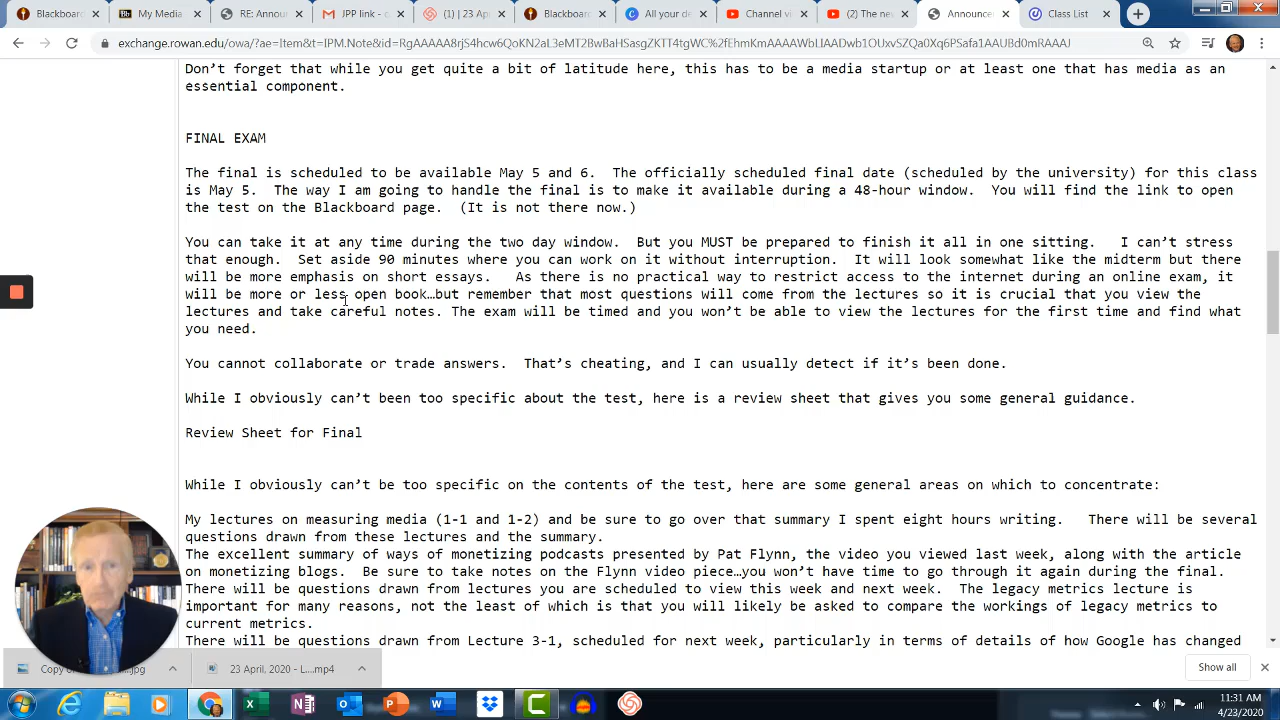 Blackboard
My Media
RE: Annou
JPP link - c
(1) | 23 Ap
Blackboard
All your de
Channel vi
(2) The ne
Announce
Class List
exchange.rowan.edu/owa/?ae=Item&t=IPM.Note&id=
Don't forget that while you get quite a bit of latitude here, this has to be a media startup or at least one that has media as an
essential component.
FINAL EXAM
The final is scheduled to be available May 5 and 6.  The officially scheduled final date (scheduled by the university) for this class
is May 5.  The way I am going to handle the final is to make it available during a 48-hour window.  You will find the link to open
the test on the Blackboard page.  (It is not there now.)
You can take it at any time during the two day window.  But you MUST be prepared to finish it all in one sitting.   I can't stress
that enough.  Set aside 90 minutes where you can work on it without interruption.  It will look somewhat like the midterm but there
will be more emphasis on short essays.   As there is no practical way to restrict access to the internet during an online exam, it
will be more or less open book…but remember that most questions will come from the lectures so it is crucial that you view the
lectures and take careful notes. The exam will be timed and you won't be able to view the lectures for the first time and find what
you need.
You cannot collaborate or trade answers.  That's cheating, and I can usually detect if it's been done.
While I obviously can't been too specific about the test, here is a review sheet that gives you some general guidance.
Review Sheet for Final
While I obviously can't be too specific on the contents of the test, here are some general areas on which to concentrate:
My lectures on measuring media (1-1 and 1-2) and be sure to go over that summary I spent eight hours writing.   There will be several
questions drawn from these lectures and the summary.
The excellent summary of ways of monetizing podcasts presented by Pat Flynn, the video you viewed last week, along with the article
on monetizing blogs.  Be sure to take notes on the Flynn video piece…you won't have time to go through it again during the final.
There will be questions drawn from lectures you are scheduled to view this week and next week.  The legacy metrics lecture is
important for many reasons, not the least of which is that you will likely be asked to compare the workings of legacy metrics to
current metrics.
There will be questions drawn from Lecture 3-1, scheduled for next week, particularly in terms of details of how Google has changed
23 April, 2020 - L....mp4
Show all
11:31 AM
4/23/2020